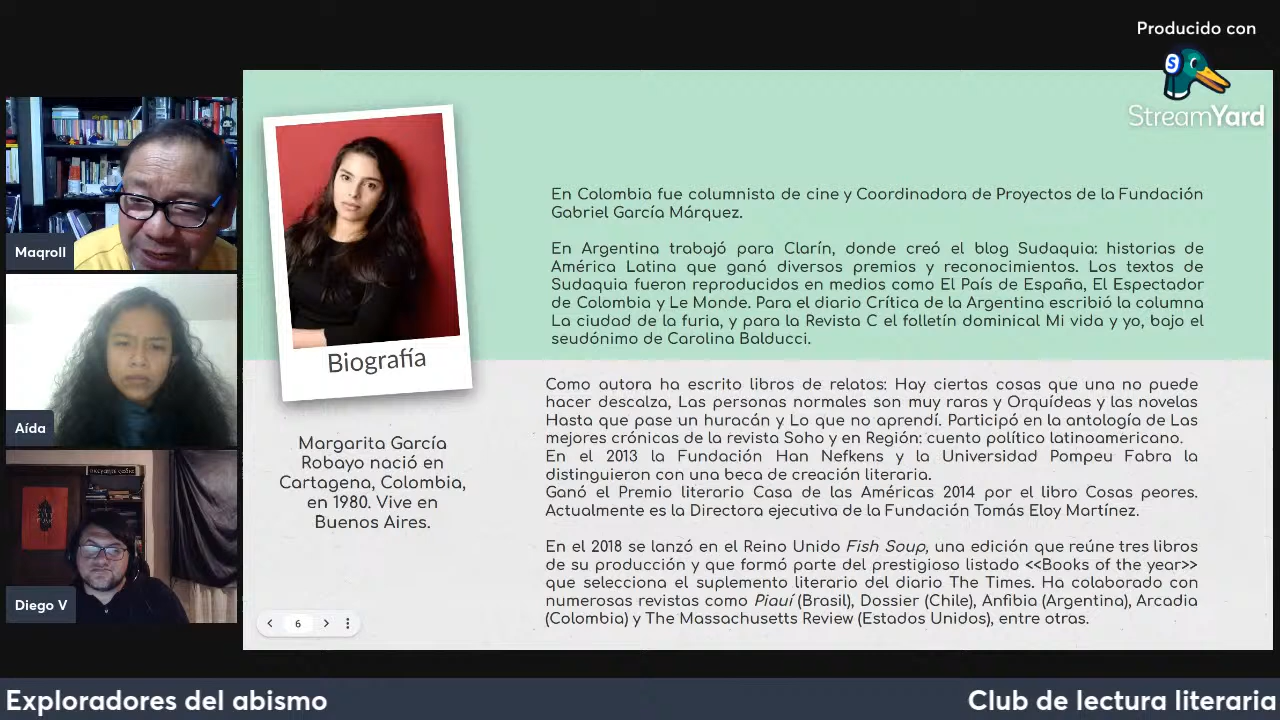 Producido con
StreamYard
Maqroll
Aída
Diego V
Biografía
Margarita García
Robayo nació en
Cartagena, Colombia,
en 1980. Vive en
Buenos Aires.
En Colombia fue columnista de cine y Coordinadora de Proyectos de la Fundación
Gabriel García Márquez.
En Argentina trabajó para Clarín, donde creó el blog Sudaquia: historias de
América Latina que ganó diversos premios y reconocimientos. Los textos de
Sudaquia fueron reproducidos en medios como El País de España, El Espectador
de Colombia y Le Monde. Para el diario Crítica de la Argentina escribió la columna
La ciudad de la furia, y para la Revista C el folletín dominical Mi vida y yo, bajo el
seudónimo de Carolina Balducci.
Como autora ha escrito libros de relatos: Hay ciertas cosas que una no puede
hacer descalza, Las personas normales son muy raras y Orquídeas y las novelas
Hasta que pase un huracán y Lo que no aprendí. Participó en la antología de Las
mejores crónicas de la revista Soho y en Región: cuento político latinoamericano.
En el 2013 la Fundación Han Nefkens y la Universidad Pompeu Fabra la
distinguieron con una beca de creación literaria.
Ganó el Premio literario Casa de las Américas 2014 por el libro Cosas peores.
Actualmente es la Directora ejecutiva de la Fundación Tomás Eloy Martínez.
En el 2018 se lanzó en el Reino Unido Fish Soup, una edición que reúne tres libros
de su producción y que formó parte del prestigioso listado <<Books of the year>>
que selecciona el suplemento literario del diario The Times. Ha colaborado con
numerosas revistas como Piauí (Brasil), Dossier (Chile), Anfibia (Argentina), Arcadia
(Colombia) y The Massachusetts Review (Estados Unidos), entre otras.
6
Exploradores del abismo
Club de lectura literaria